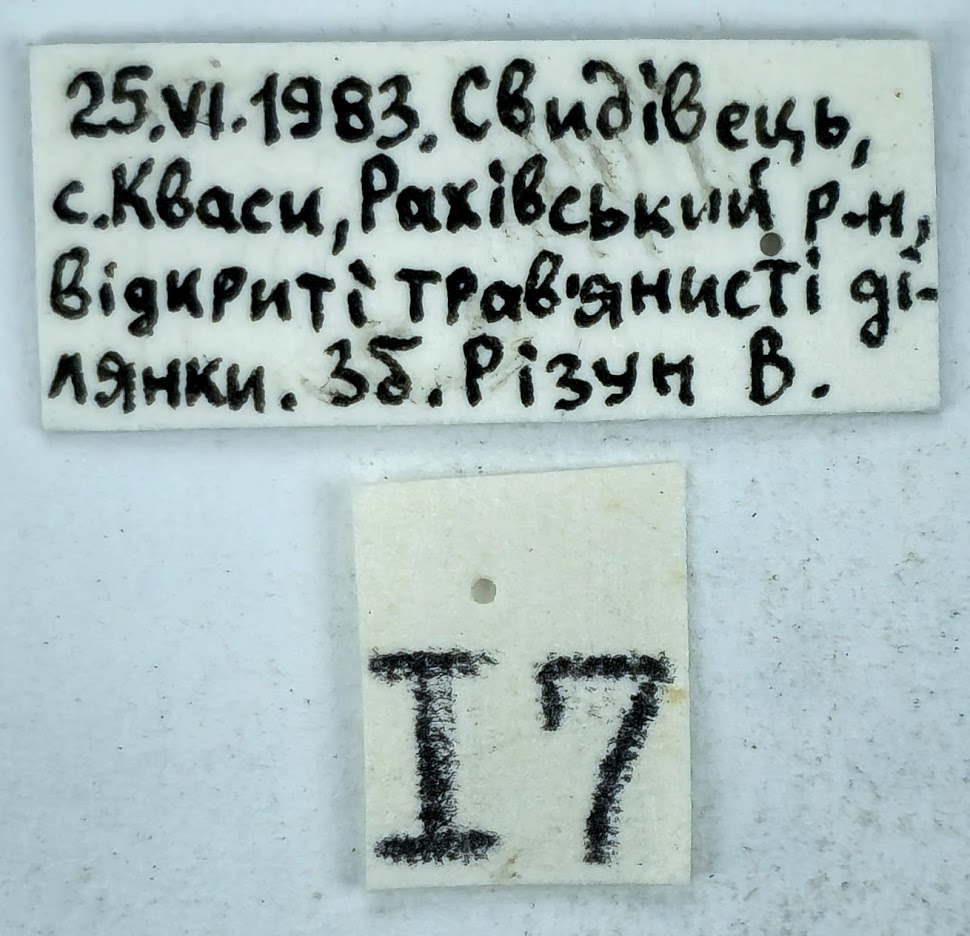 25.VI.1983. Свидівець,
с.Кваси, Рахівський р-н,
відкриті трав'янисті ді-
лянки. Зб. Різун В.
I7